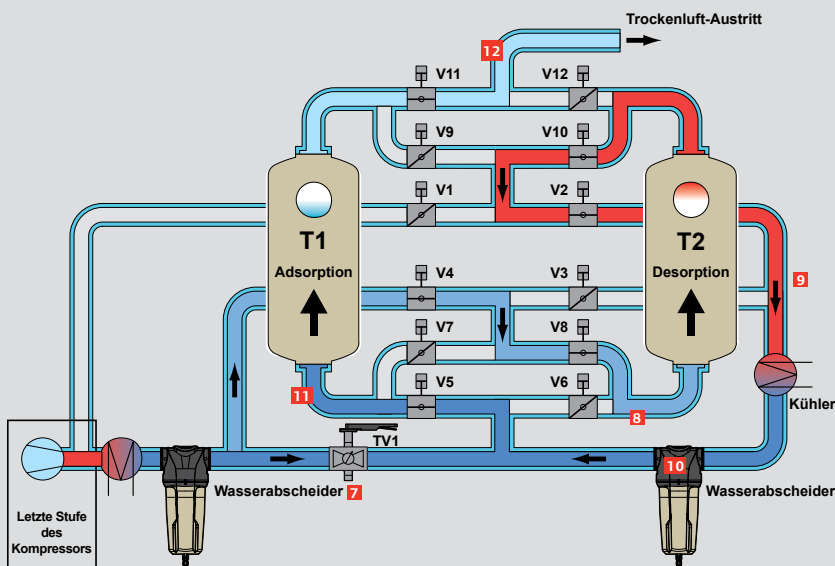 Trockenluft-Austritt
12
V11
V12
V9
V10
V1
V2
T1
Adsorption
T2
Desorption
V4
V3
9
V7
V8
11
V5
V6
8
Kühler
TV1
10
Wasserabscheider 7
Wasserabscheider
Letzte Stufe
des
Kompressors